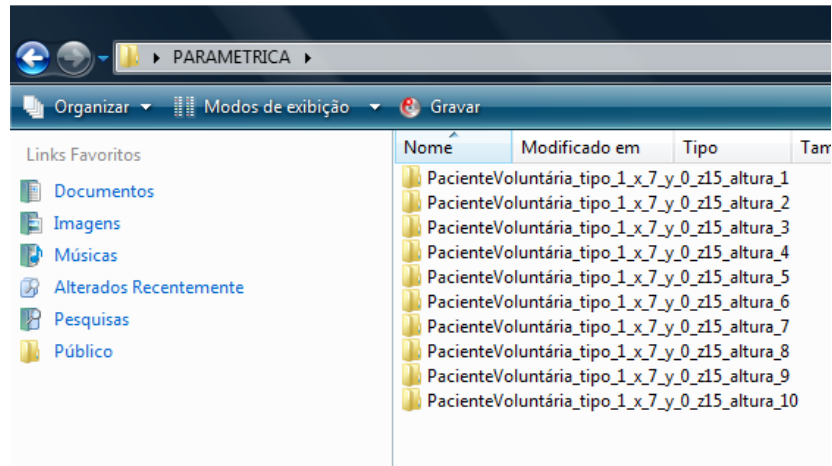 PARAMETRICA
Organizar Modos de exibição Gravar
Links Favoritos
Documentos
Imagens
Músicas
Alterados Recentemente
Pesquisas
Público
Nome Modificado em Tipo Tam
PacienteVoluntária_tipo_1_x_7_y_0_z15_altura_1
PacienteVoluntária_tipo_1_x_7_y_0_z15_altura_2
PacienteVoluntária_tipo_1_x_7_y_0_z15_altura_3
PacienteVoluntária_tipo_1_x_7_y_0_z15_altura_4
PacienteVoluntária_tipo_1_x_7_y_0_z15_altura_5
PacienteVoluntária_tipo_1_x_7_y_0_z15_altura_6
PacienteVoluntária_tipo_1_x_7_y_0_z15_altura_7
PacienteVoluntária_tipo_1_x_7_y_0_z15_altura_8
PacienteVoluntária_tipo_1_x_7_y_0_z15_altura_9
PacienteVoluntária_tipo_1_x_7_y_0_z15_altura_10